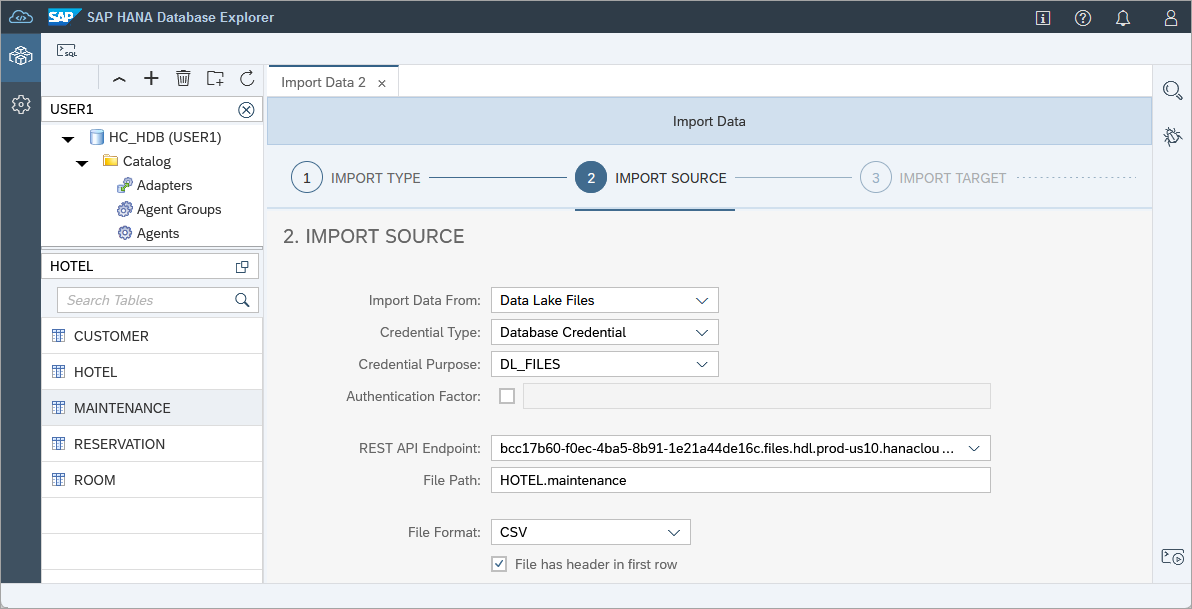 SAP SAP HANA Database Explorer
SQL
USER1
HC_HDB (USER1)
Catalog
Adapters
Agent Groups
Agents
HOTEL
Search Tables
CUSTOMER
HOTEL
MAINTENANCE
RESERVATION
ROOM
Import Data 2
Import Data
1 IMPORT TYPE
2 IMPORT SOURCE
3 IMPORT TARGET
2. IMPORT SOURCE
Import Data From: Data Lake Files
Credential Type: Database Credential
Credential Purpose: DL_FILES
Authentication Factor:
REST API Endpoint: bcc17b60-f0ec-4ba5-8b91-1e21a44de16c.files.hdl.prod-us10.hanaclou ...
File Path: HOTEL.maintenance
File Format: CSV
File has header in first row